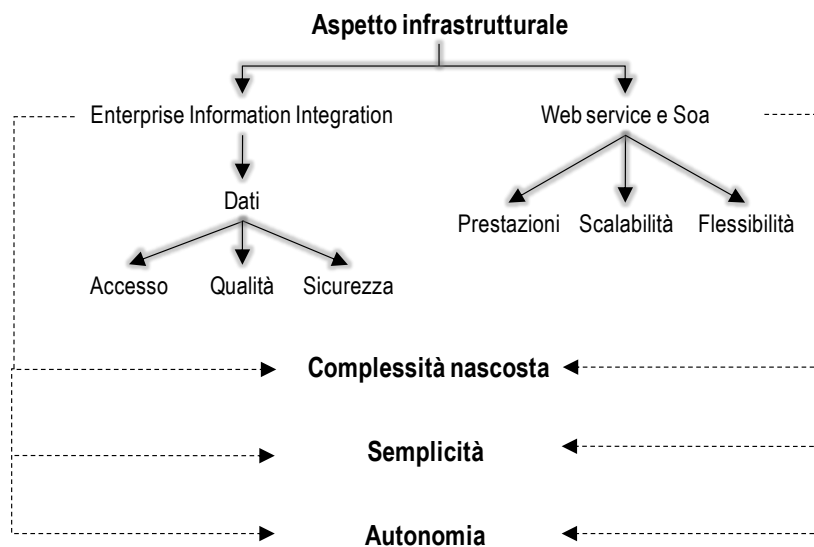 Aspetto infrastrutturale
Enterprise Information Integration
Web service e Soa
Dati
Prestazioni
Scalabilità
Flessibilità
Accesso
Qualità
Sicurezza
Complessità nascosta
Semplicità
Autonomia